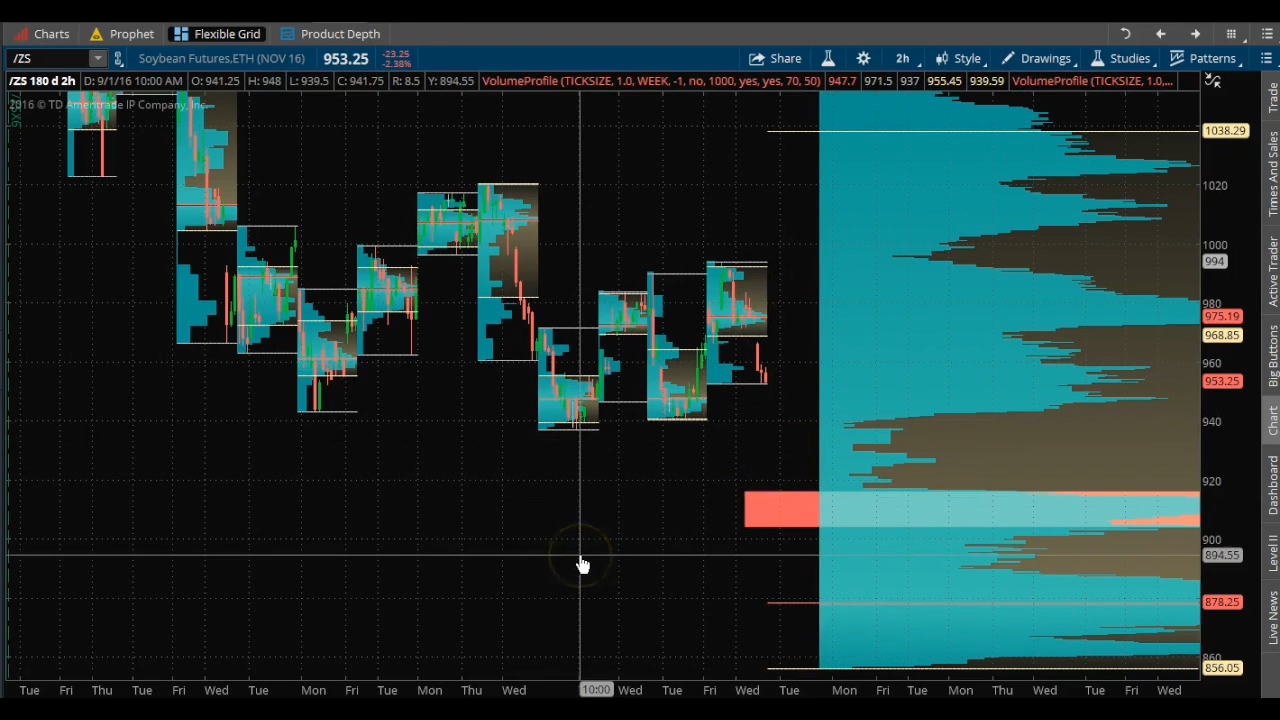 Charts Prophet Flexible Grid Product Depth
/ZS Soybean Futures,ETH (NOV 16) 953.25 -23.25 -2.38% Share 2h Style Drawings Studies Patterns
/ZS 180 d 2h D: 9/1/16 10:00 AM O: 941.25 H: 948 L: 939.5 C: 941.75 R: 8.5 Y: 894.55 VolumeProfile (TICKSIZE, 1.0, WEEK, -1, no, 1000, yes, yes, 70, 50) 947.7 971.5 937 955.45 939.59 VolumeProfile (TICKSIZE, 1.0,...
2016 © TD Ameritrade IP Company, Inc.
1038.29
1020
1000
994
980
975.19
968.85
960
953.25
940
920
900
894.55
878.25
860
856.05
Tue Fri Thu Tue Fri Wed Tue Mon Fri Tue Mon Thu Wed 10:00 Wed Tue Fri Wed Tue Mon Fri Mon Thu Wed Tue Fri Wed
Trade
Times And Sales
Active Trader
Big Buttons
Chart
Dashboard
Level II
Live News